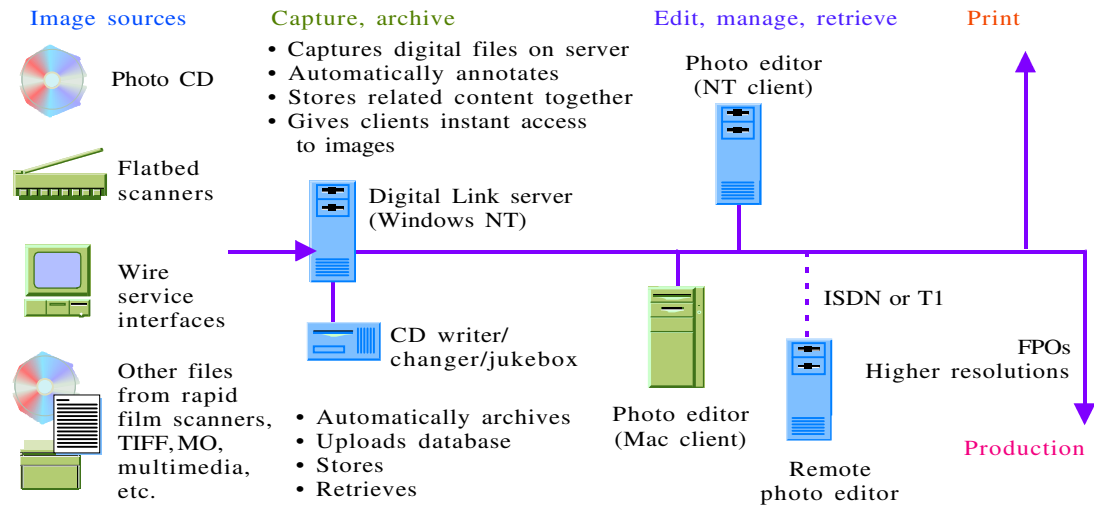 Image sources
Photo CD
Flatbed
scanners
Wire
service
interfaces
Other files
from rapid
film scanners,
TIFF, MO,
multimedia,
etc.
Capture, archive
• Captures digital files on server
• Automatically annotates
• Stores related content together
• Gives clients instant access
to images
Digital Link server
(Windows NT)
CD writer/
changer/jukebox
• Automatically archives
• Uploads database
• Stores
• Retrieves
Edit, manage, retrieve
Photo editor
(NT client)
Photo editor
(Mac client)
ISDN or T1
Remote
photo editor
Print
FPOs
Higher resolutions
Production